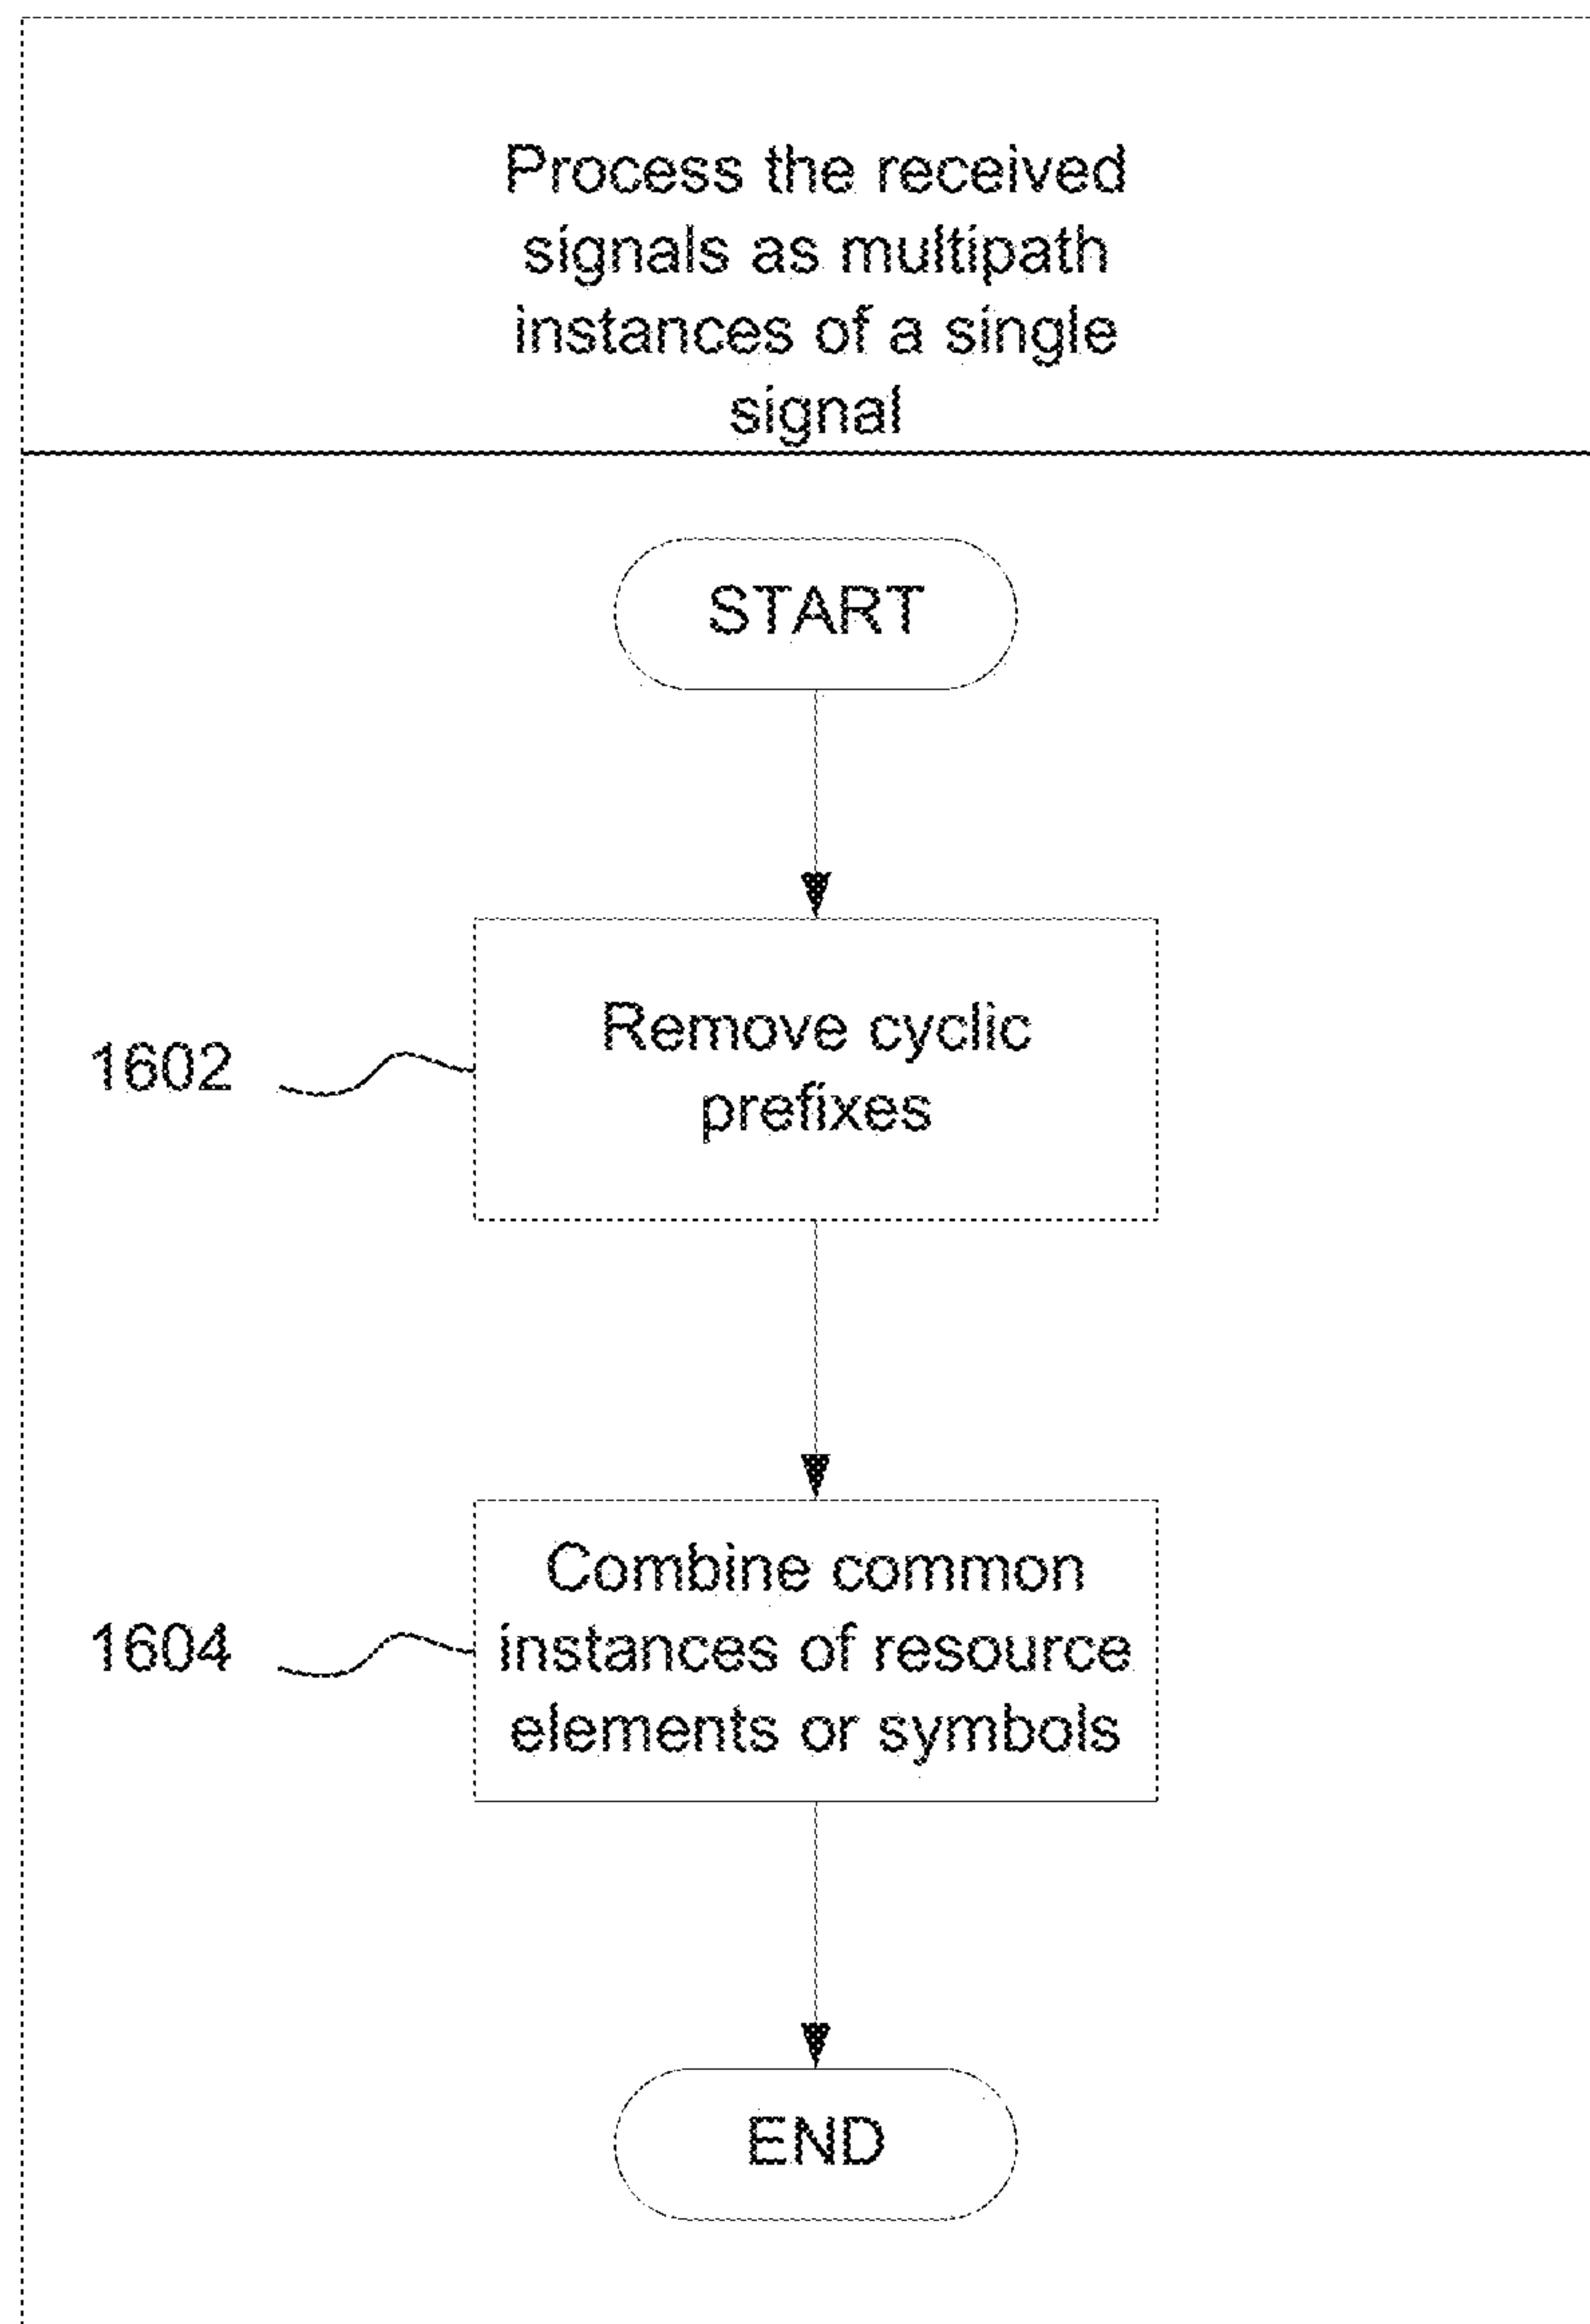 Process the received
signals as multipath
instances of a single
signal
START
1602
Remove cyclic
prefixes
1604
Combine common
instances of resource
elements or symbols
END